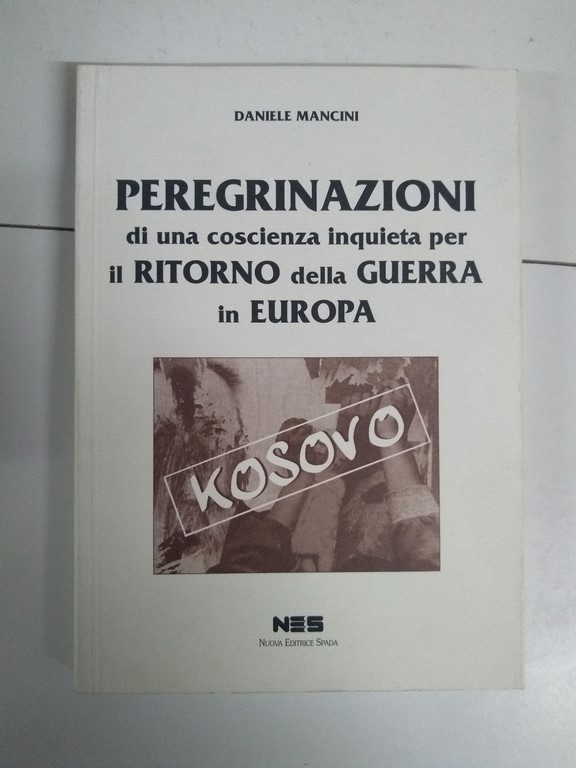 DANIELE MANCINI
PEREGRINAZIONI
di una coscienza inquieta per
il RITORNO della GUERRA
in EUROPA
KOSOVO
NES
NUOVA EDITRICE SPADA